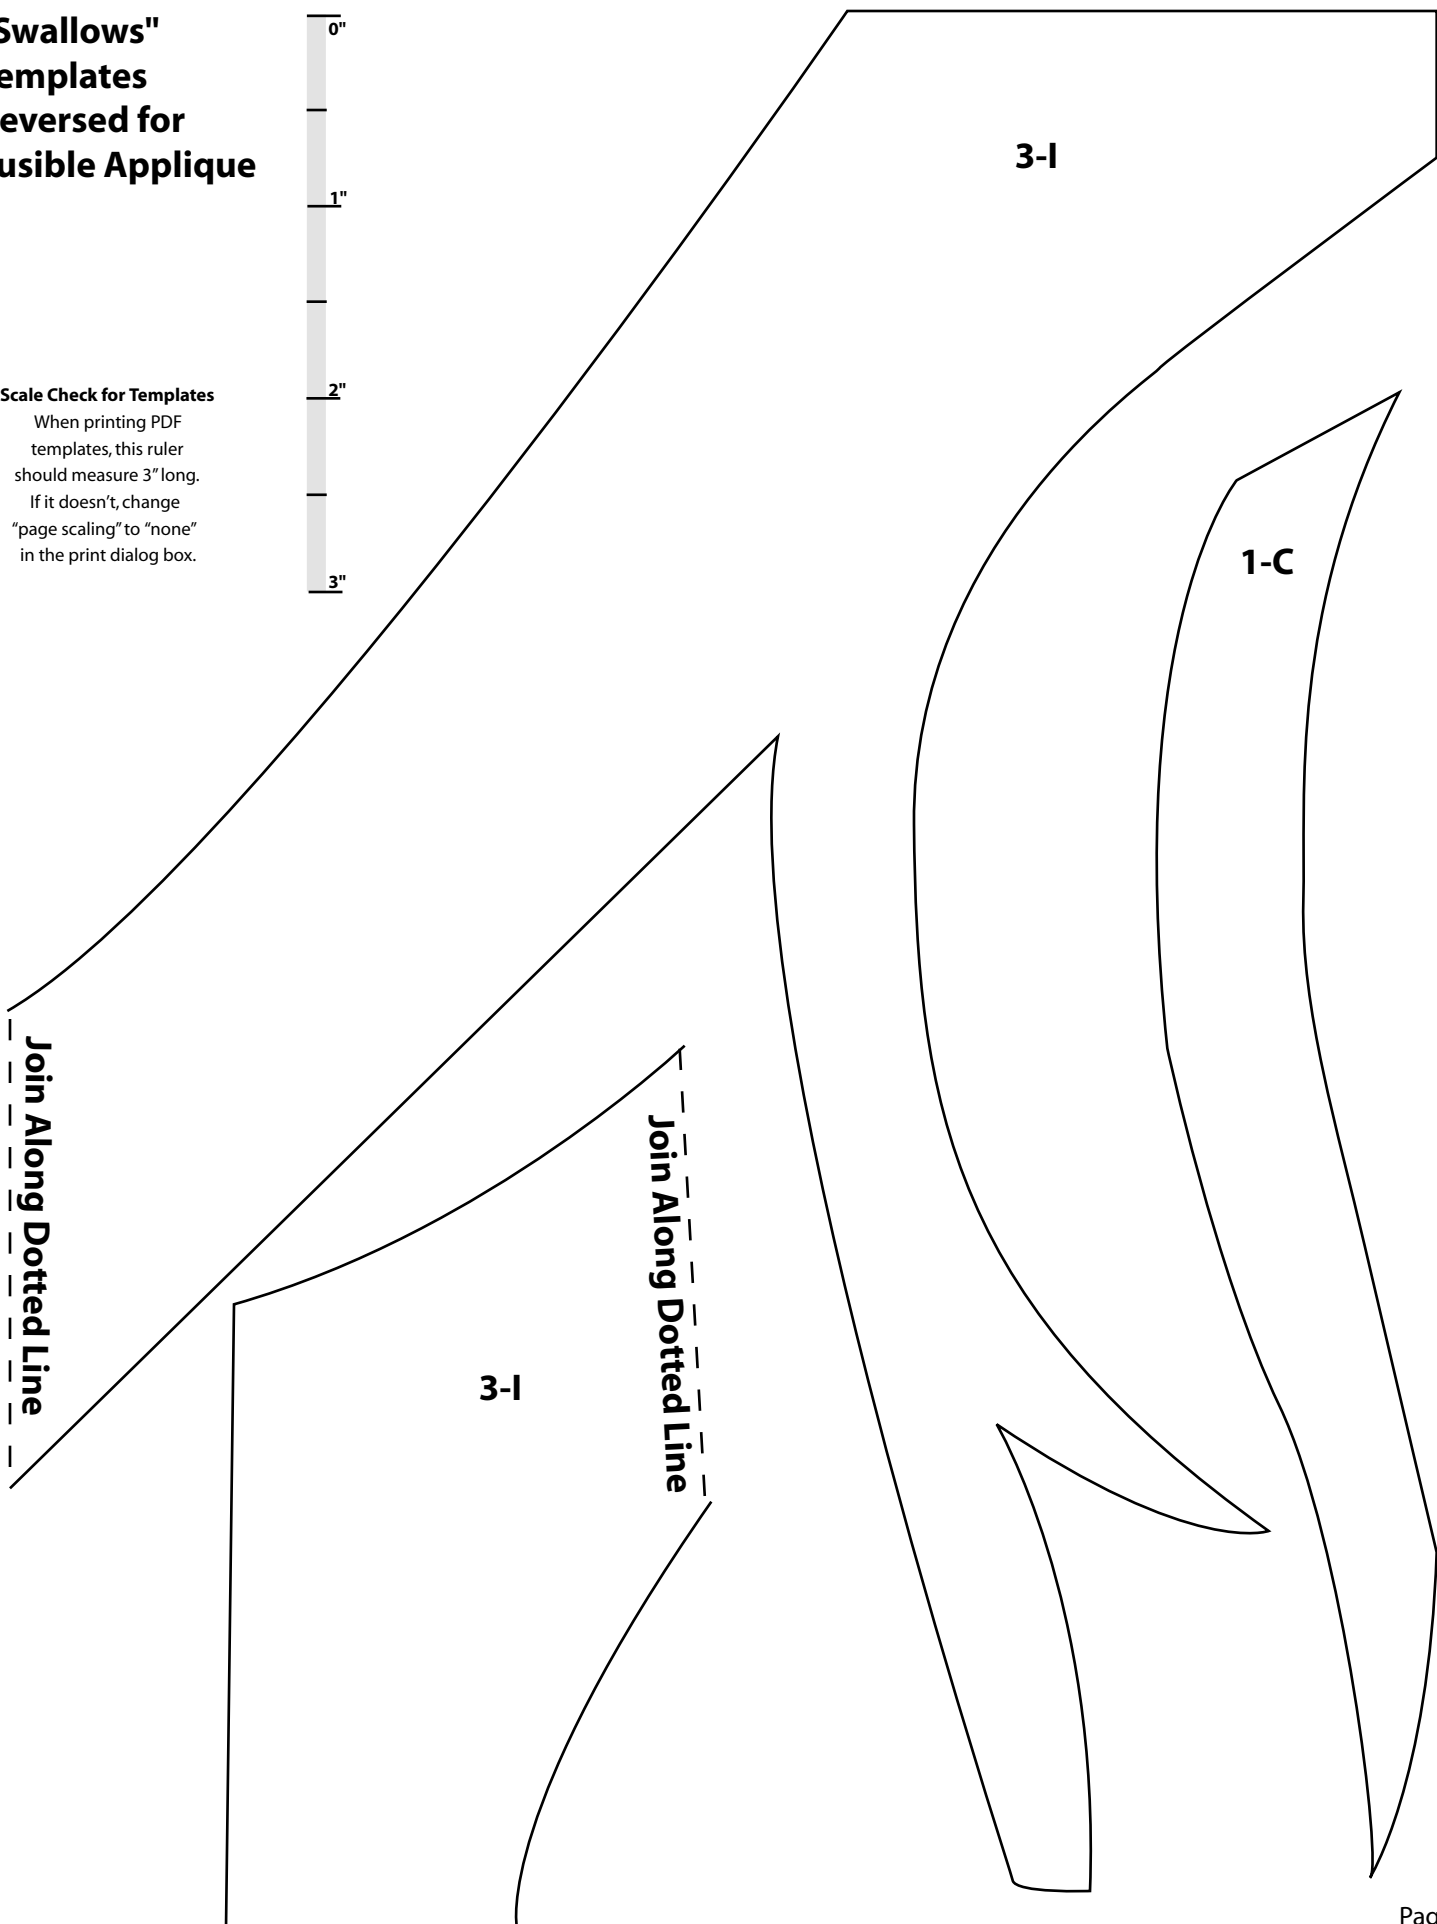 Swallows"
emplates
eversed for
usible Applique
0"
1"
2"
3"
Scale Check for Templates
When printing PDF
templates, this ruler
should measure 3” long.
If it doesn’t, change
“page scaling” to “none”
in the print dialog box.
3-I
1-C
Join Along Dotted Line
Join Along Dotted Line
3-I
Pag